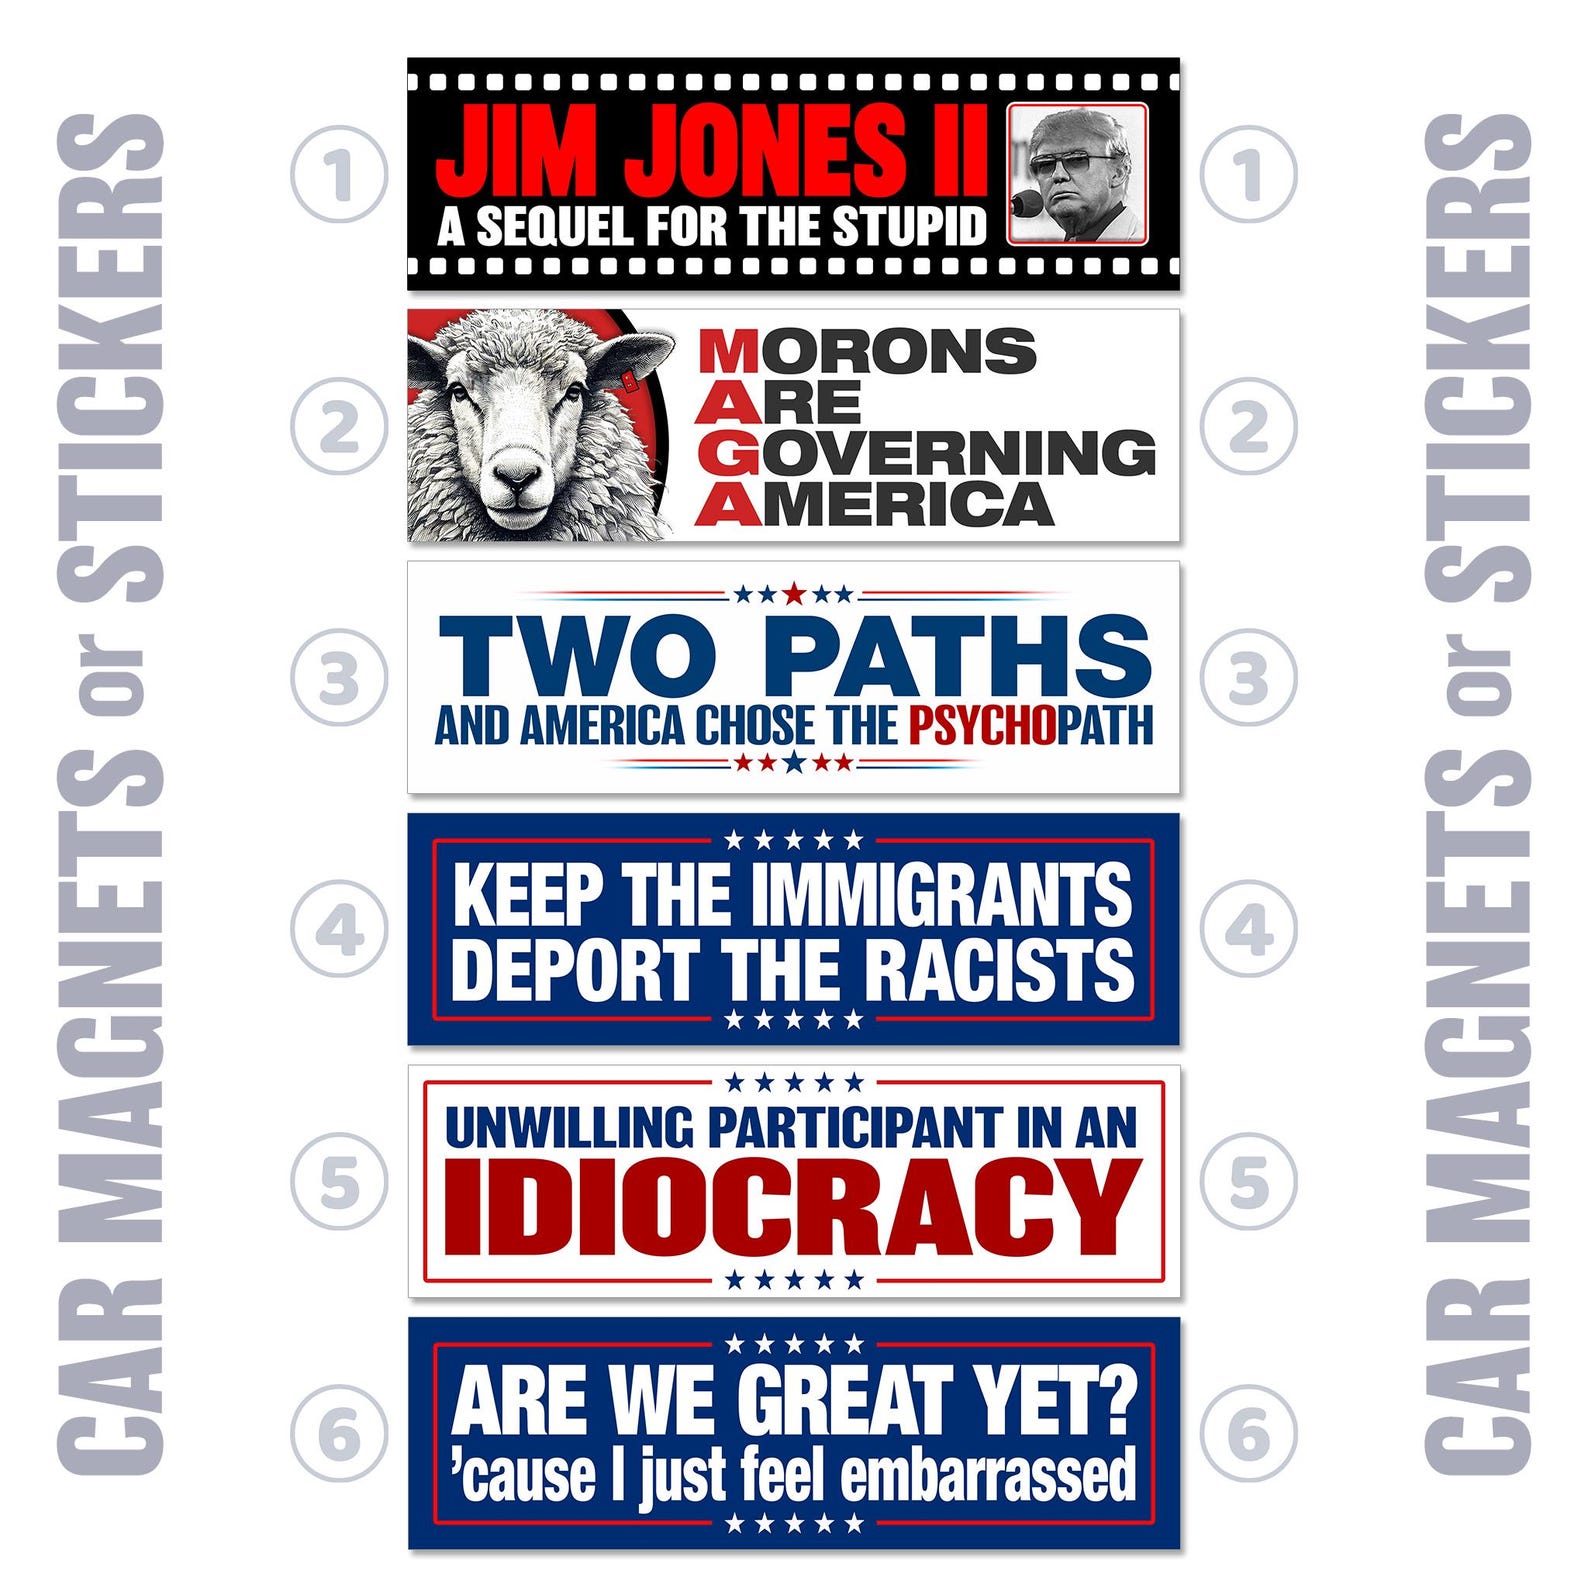 CAR MAGNETS or STICKERS
1
JIM JONES II
A SEQUEL FOR THE STUPID
1
2
MORONS
ARE
GOVERNING
AMERICA
2
3
TWO PATHS
AND AMERICA CHOSE THE PSYCHOPATH
3
4
KEEP THE IMMIGRANTS
DEPORT THE RACISTS
4
5
UNWILLING PARTICIPANT IN AN
IDIOCRACY
5
6
ARE WE GREAT YET?
'cause I just feel embarrassed
6
CAR MAGNETS or STICKERS